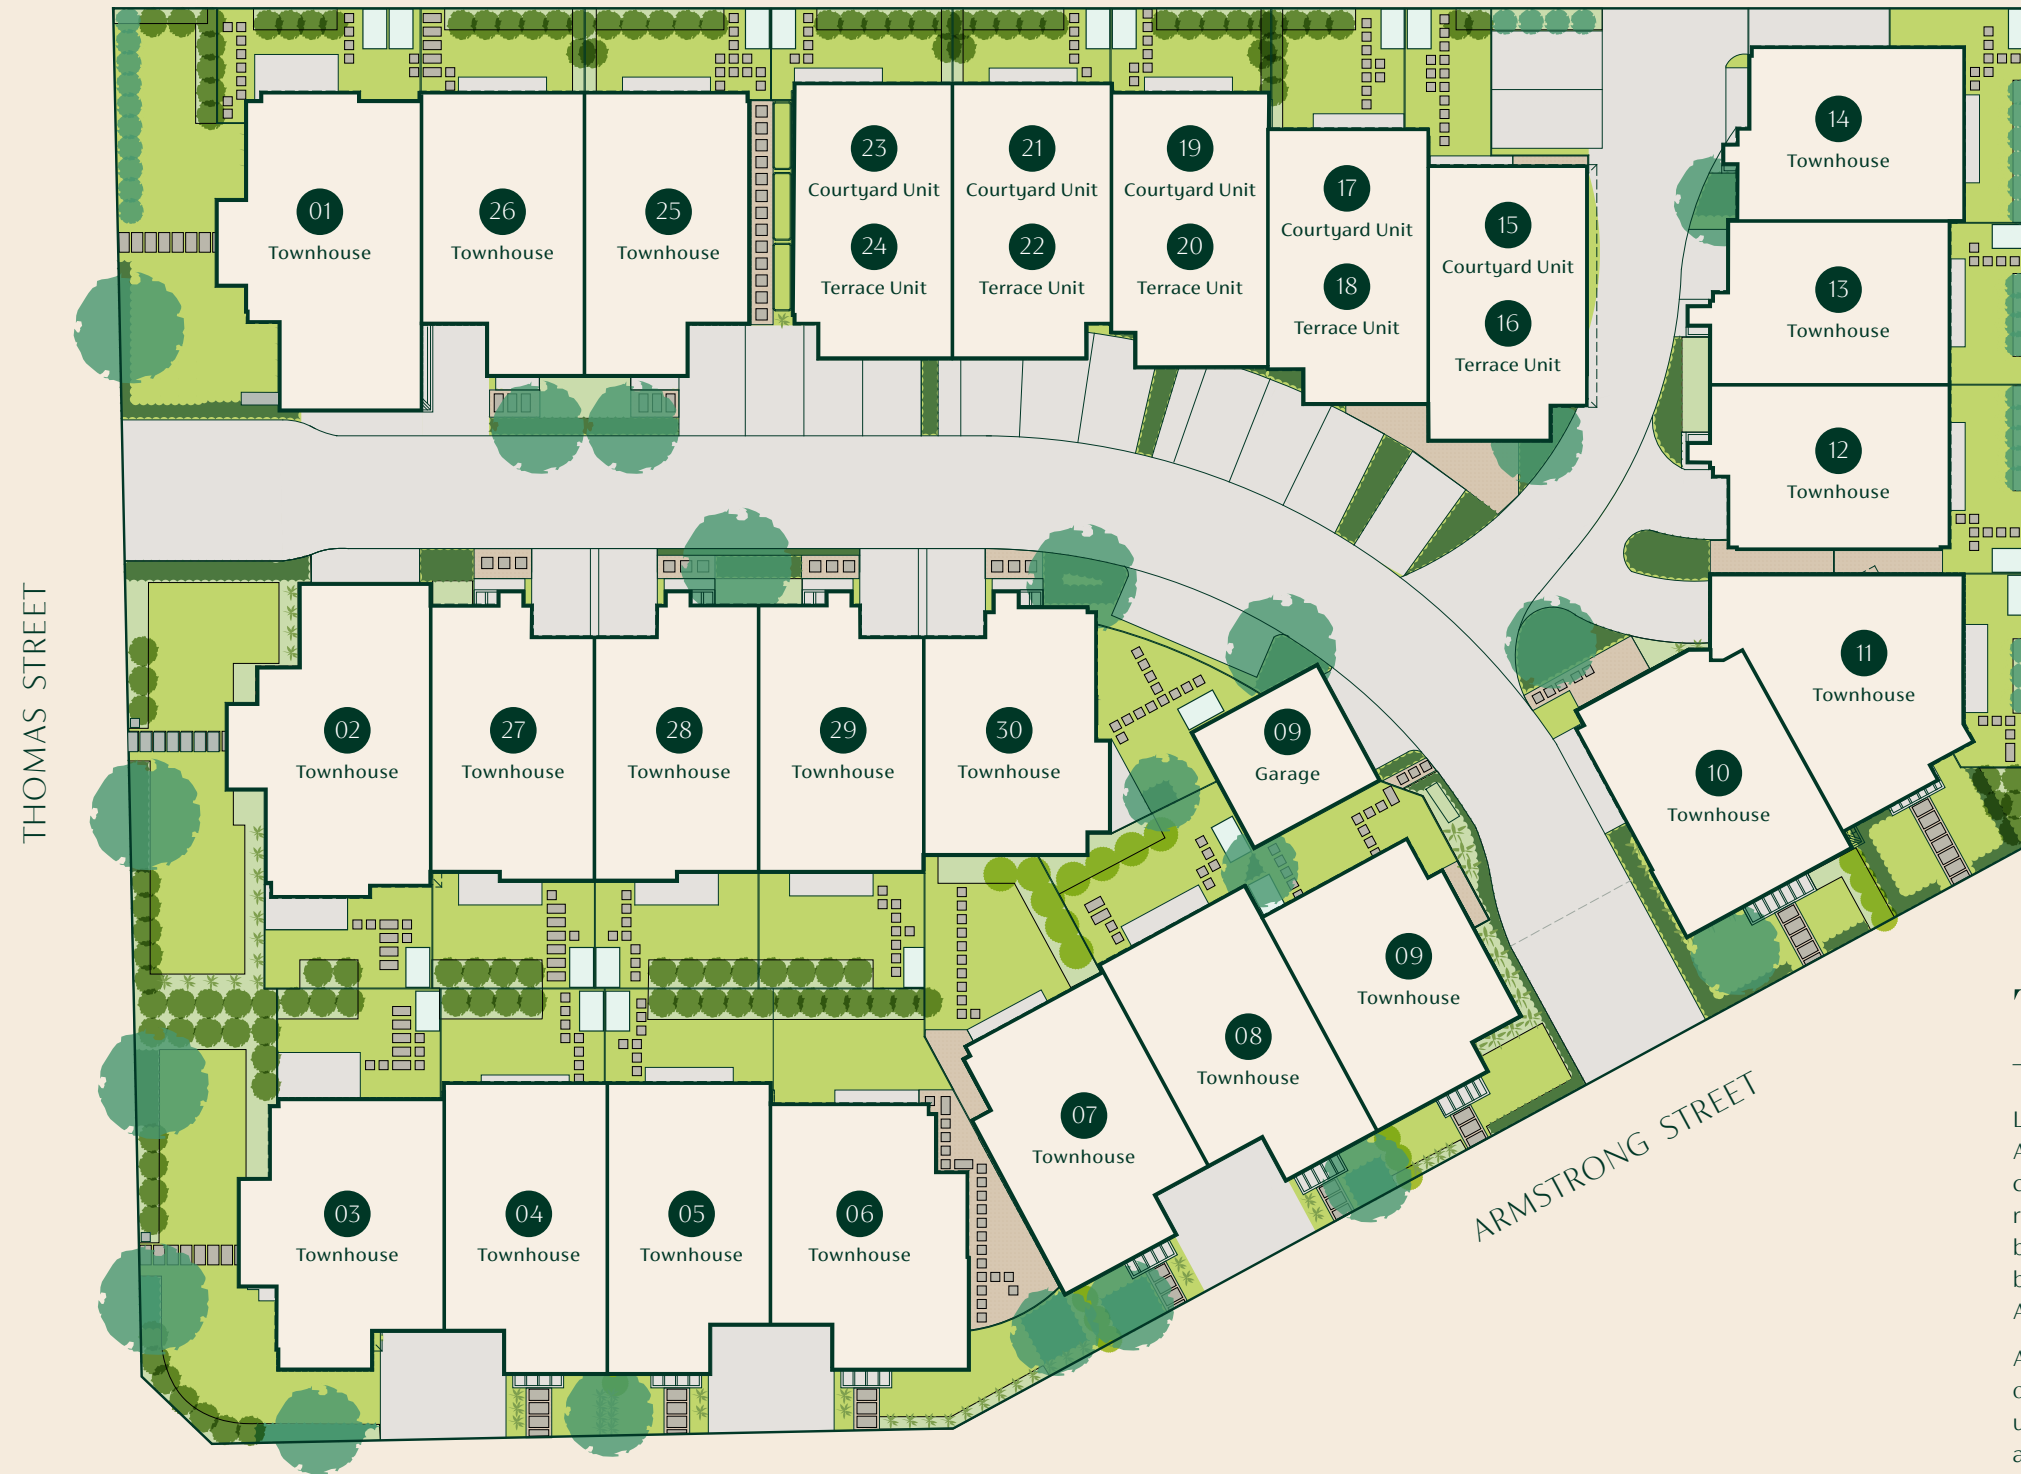 01
Townhouse
26
Townhouse
25
Townhouse
23
Courtyard Unit
24
Terrace Unit
21
Courtyard Unit
22
Terrace Unit
19
Courtyard Unit
20
Terrace Unit
17
Courtyard Unit
18
Terrace Unit
15
Courtyard Unit
16
Terrace Unit
14
Townhouse
13
Townhouse
12
Townhouse
11
Townhouse
10
Townhouse
THOMAS STREET
02
Townhouse
27
Townhouse
28
Townhouse
29
Townhouse
30
Townhouse
09
Garage
09
Townhouse
08
Townhouse
07
Townhouse
03
Townhouse
04
Townhouse
05
Townhouse
06
Townhouse
ARMSTRONG STREET